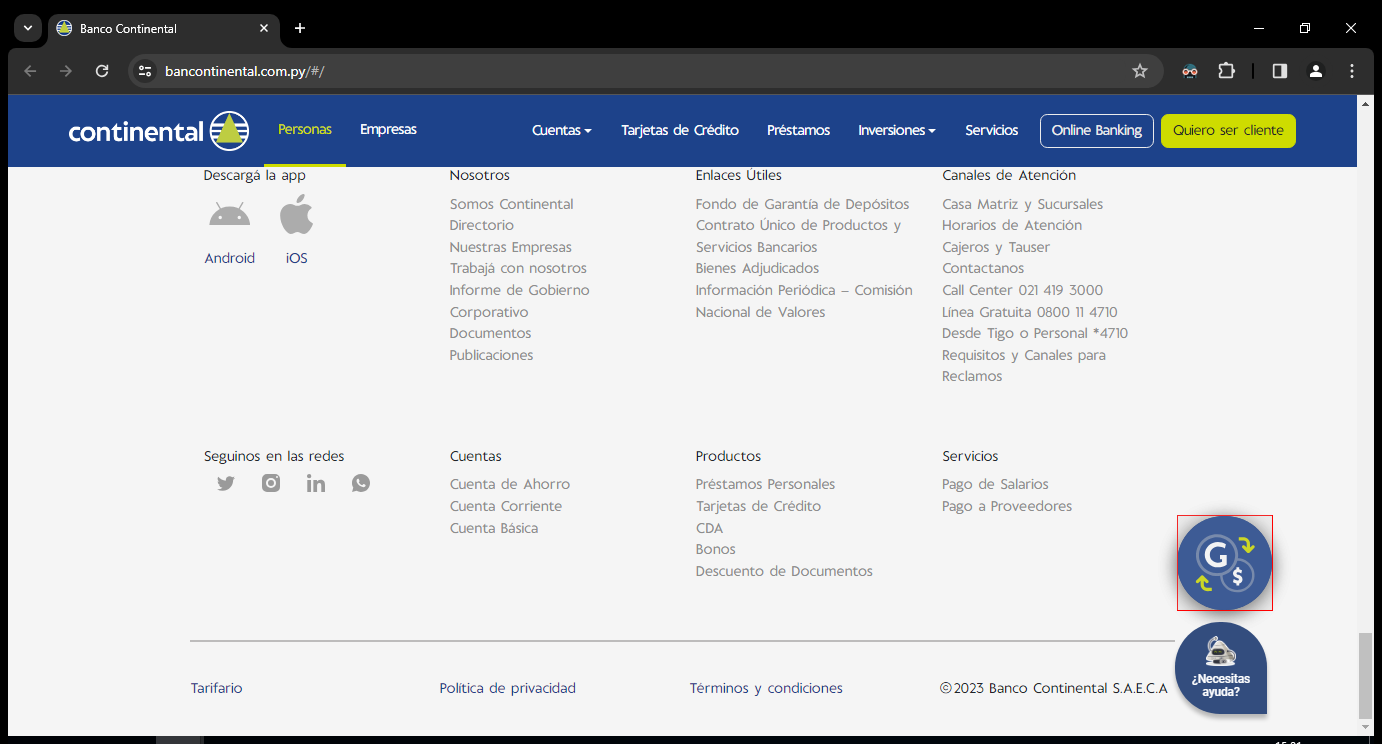 Banco Continental
bancontinental.com.py/#/
continental
Personas
Empresas
Cuentas
Tarjetas de Crédito
Préstamos
Inversiones
Servicios
Online Banking
Quiero ser cliente
Descargá la app
Android
iOS
Nosotros
Somos Continental
Directorio
Nuestras Empresas
Trabajá con nosotros
Informe de Gobierno
Corporativo
Documentos
Publicaciones
Enlaces Útiles
Fondo de Garantía de Depósitos
Contrato Único de Productos y
Servicios Bancarios
Bienes Adjudicados
Información Periódica – Comisión
Nacional de Valores
Canales de Atención
Casa Matriz y Sucursales
Horarios de Atención
Cajeros y Tauser
Contactanos
Call Center 021 419 3000
Línea Gratuita 0800 11 4710
Desde Tigo o Personal *4710
Requisitos y Canales para
Reclamos
Seguinos en las redes
Cuentas
Cuenta de Ahorro
Cuenta Corriente
Cuenta Básica
Productos
Préstamos Personales
Tarjetas de Crédito
CDA
Bonos
Descuento de Documentos
Servicios
Pago de Salarios
Pago a Proveedores
G
$
¿Necesitas
ayuda?
Tarifario
Política de privacidad
Términos y condiciones
©2023 Banco Continental S.A.E.C.A